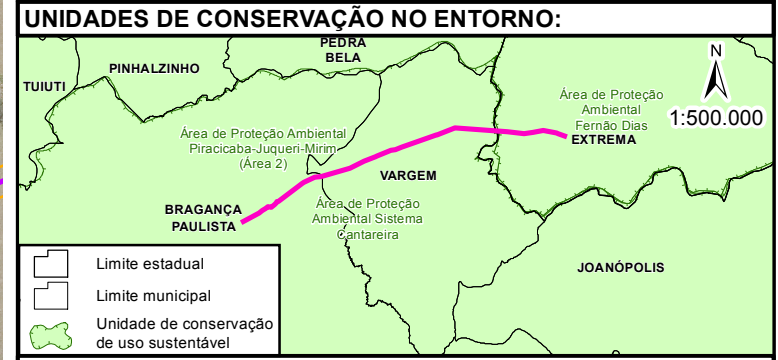 UNIDADES DE CONSERVAÇÃO NO ENTORNO:
PEDRA
BELA
PINHALZINHO
TUIUTI
N
1:500.000
Área de Proteção
Ambiental
Fernão Dias
EXTREMA
Área de Proteção Ambiental
Piracicaba-Juqueri-Mirim
(Área 2)
VARGEM
BRAGANÇA
PAULISTA
Área de Proteção
Ambiental Sistema
Cantareira
JOANÓPOLIS
Limite estadual
Limite municipal
Unidade de conservação
de uso sustentável